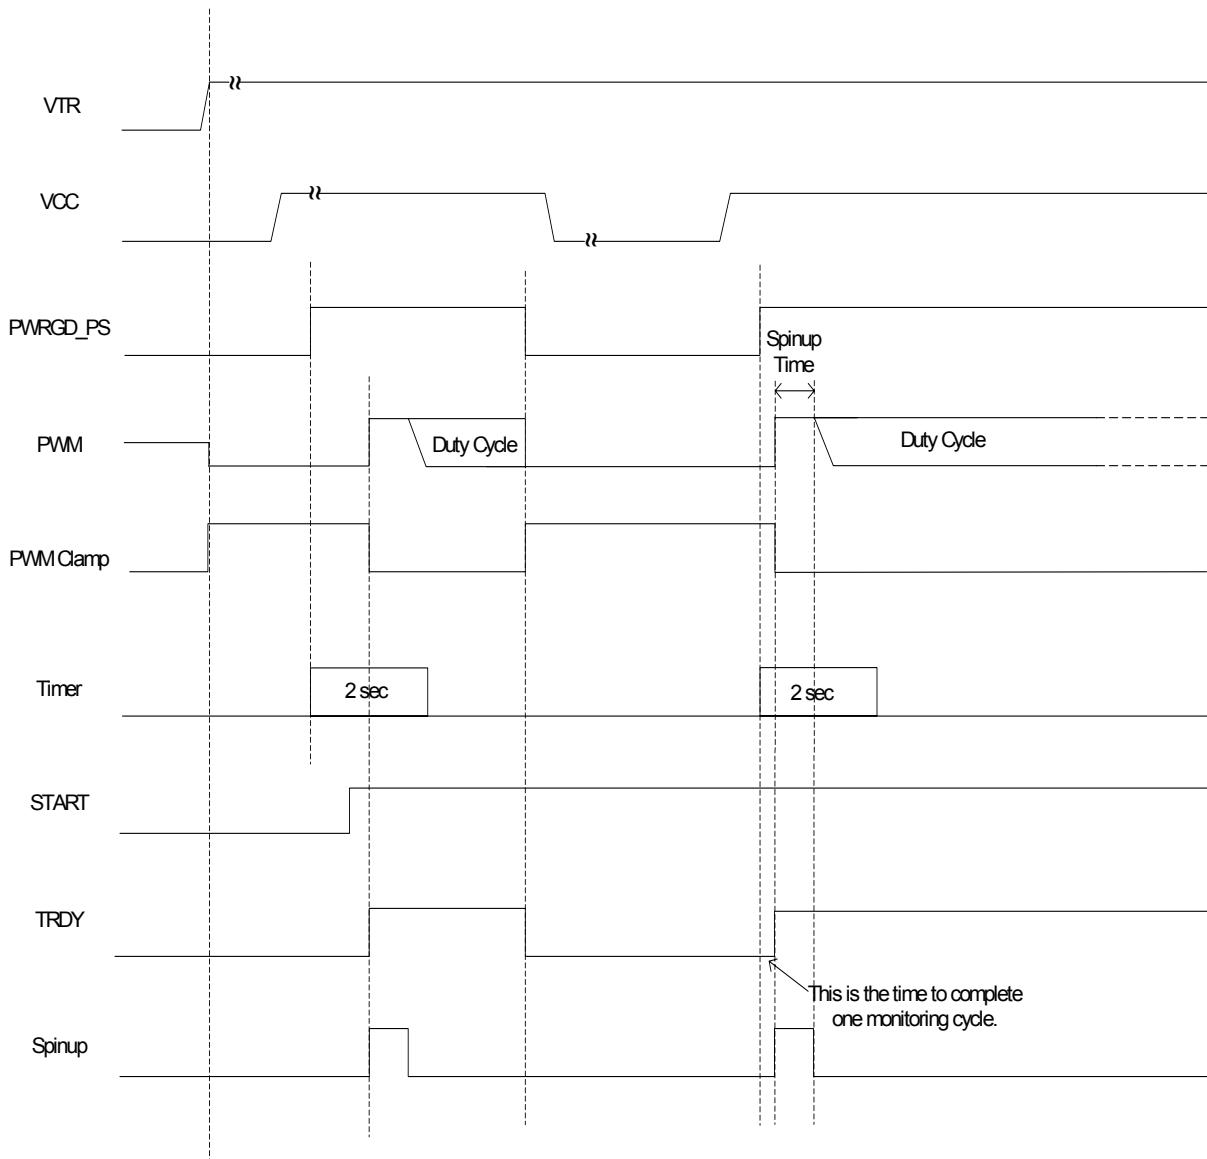 VTR
VCC
PWRGD_PS
Spinup
Time
PWM
Duty Cycle
Duty Cycle
PWM Clamp
Timer
2 sec
2 sec
START
TRDY
This is the time to complete
one monitoring cycle.
Spinup